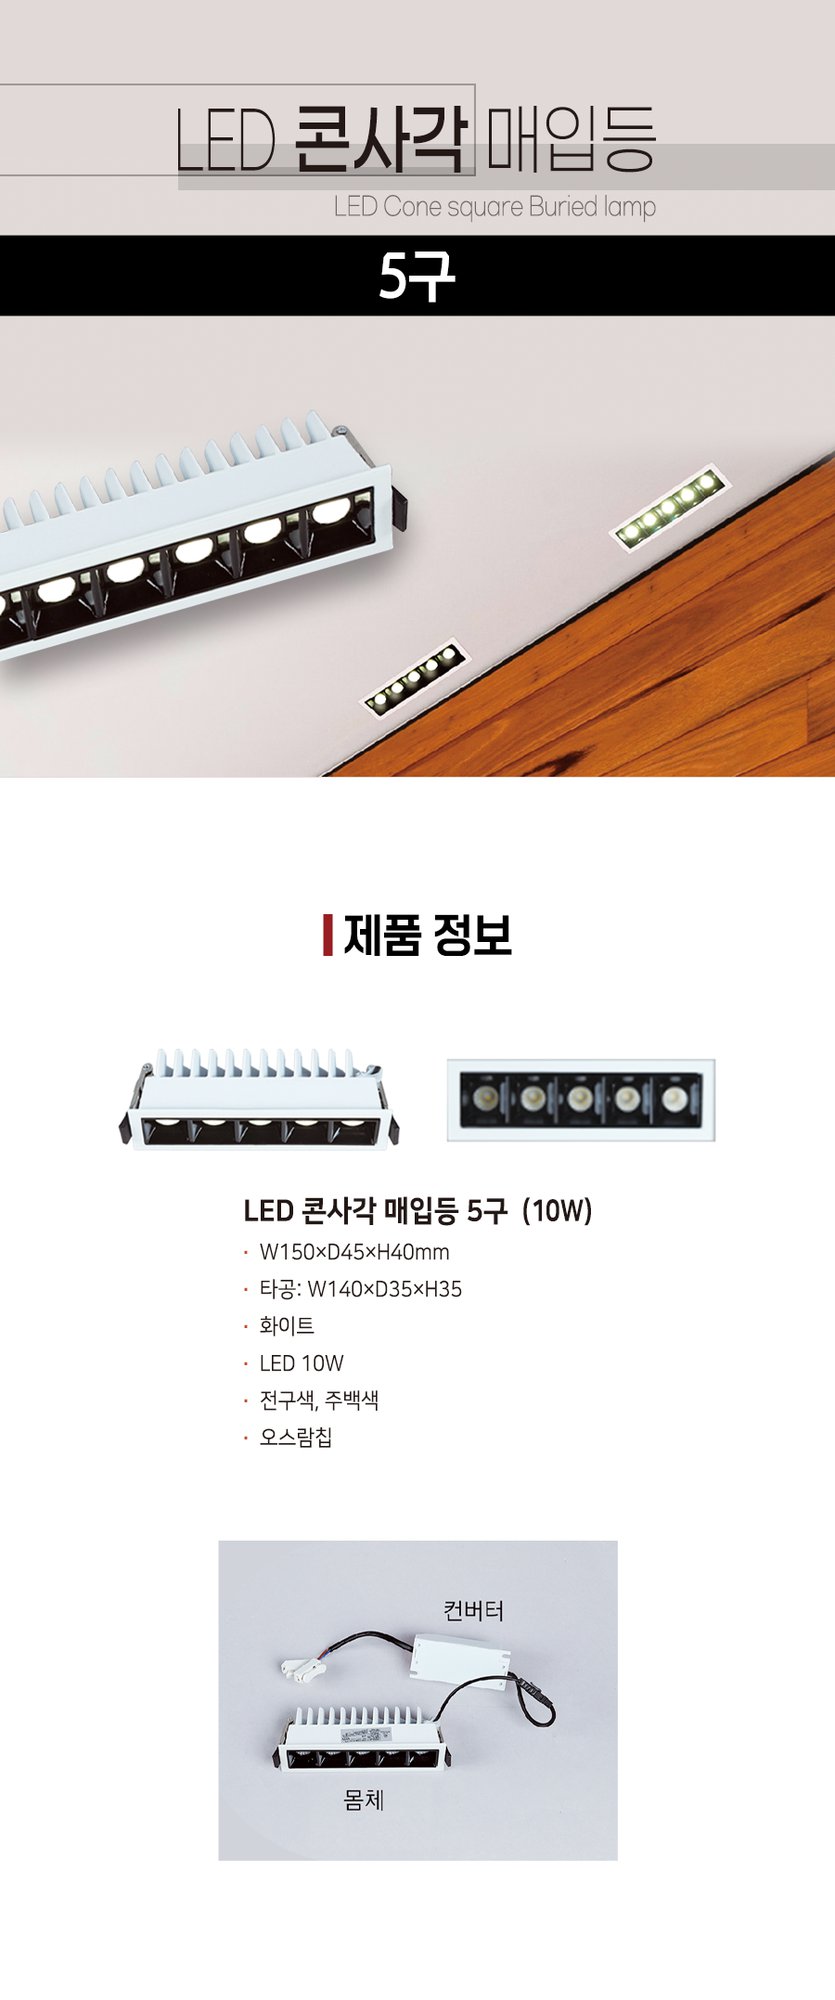 LED 콘사각 매입등
LED Cone square Buried lamp
5구
제품 정보
LED 콘사각 매입등 5구 (10W)
· W150×D45×H40mm
· 타공: W140×D35×H35
· 화이트
· LED 10W
· 전구색, 주백색
· 오스람칩
컨버터
몸체